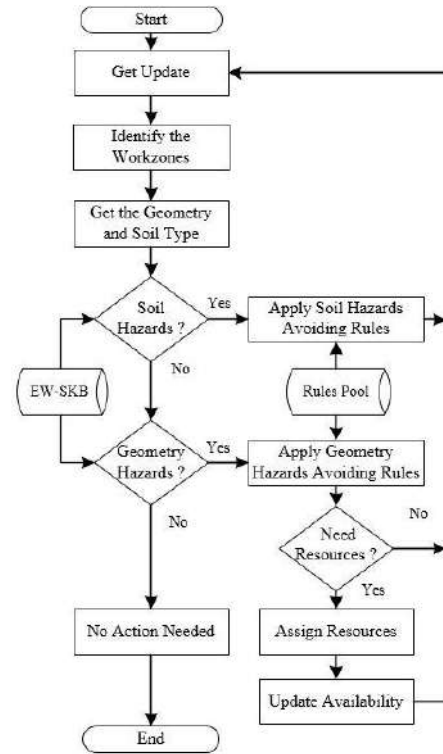 Start
Get Update
Identify the
Workzones
Get the Geometry
and Soil Type
Soil
Hazards ?
Yes
Apply Soil Hazards
Avoiding Rules
No
EW-SKB
Rules Pool
Geometry
Hazards ?
Yes
Apply Geometry
Hazards Avoiding Rules
No
Need
Resources ?
No
Yes
No Action Needed
Assign Resources
Update Availability
End